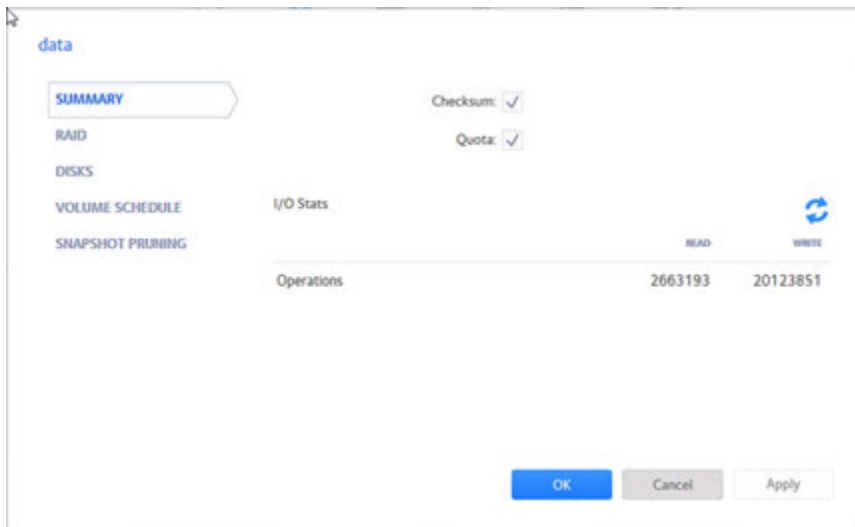 data
SUMMARY
RAID
DISKS
VOLUME SCHEDULE
SNAPSHOT PRUNING
Checksum:
Quota:
I/O Stats
READ WRITE
Operations 2663193 20123851
OK Cancel Apply